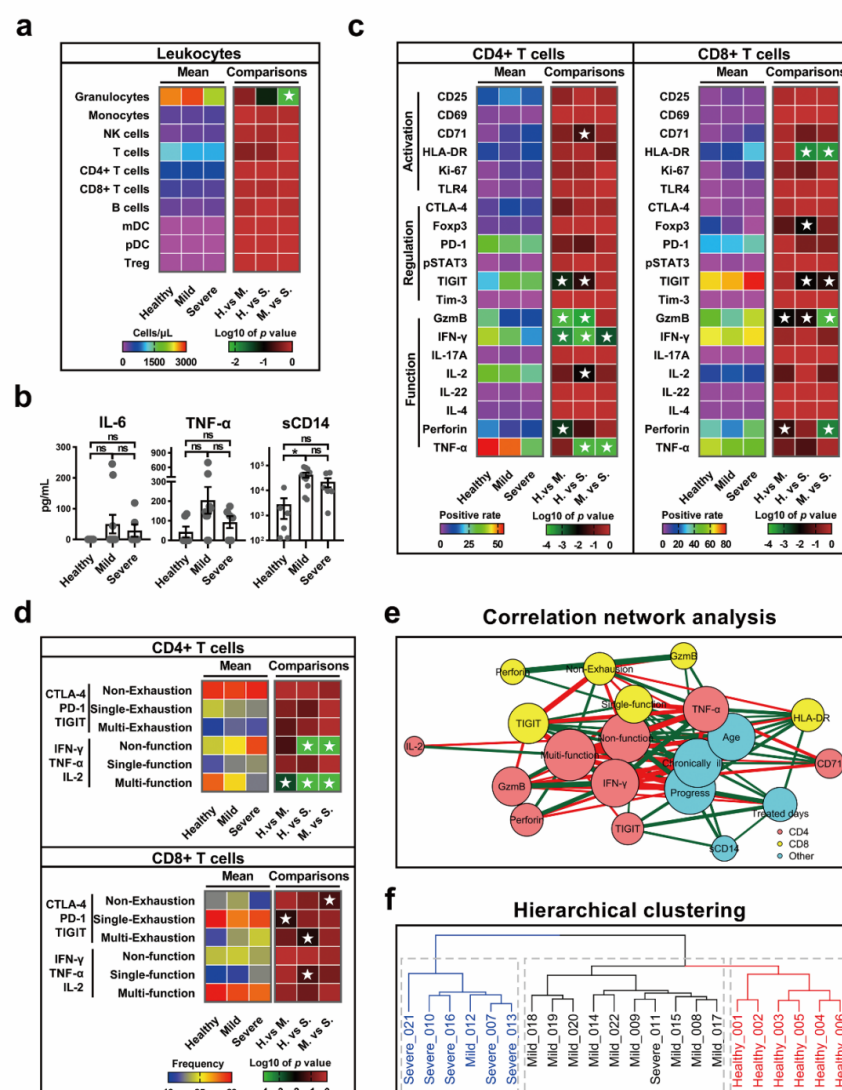 a
Leukocytes
Mean Comparisons
Granulocytes
Monocytes
NK cells
T cells
CD4+ T cells
CD8+ T cells
B cells
mDC
pDC
Treg
Healthy Mild Severe H.vs M. H. vs S. M. vs S.
Cells/μL Log10 of p value
0 1500 3000 -2 -1 0
b
IL-6 TNF-α sCD14
ns ns ns
ns ns ns ns * ns
pg/mL
300 200 100 0
900 600 300 200 100 0
10⁵ 10⁴ 10³ 10²
Healthy Mild Severe Healthy Mild Severe Healthy Mild Severe
c
CD4+ T cells CD8+ T cells
Mean Comparisons Mean Comparisons
Activation
CD25 CD25
CD69 CD69
CD71 CD71
HLA-DR HLA-DR
Ki-67 Ki-67
TLR4 TLR4
Regulation
CTLA-4 CTLA-4
Foxp3 Foxp3
PD-1 PD-1
pSTAT3 pSTAT3
TIGIT TIGIT
Tim-3 Tim-3
Function
GzmB GzmB
IFN-γ IFN-γ
IL-17A IL-17A
IL-2 IL-2
IL-22 IL-22
IL-4 IL-4
Perforin Perforin
TNF-α TNF-α
Healthy Mild Severe H.vs M. H. vs S. M. vs S. Healthy Mild Severe H.vs M. H. vs S. M. vs S.
Positive rate Log10 of p value Positive rate Log10 of p value
0 25 50 -4 -3 -2 -1 0 0 20 40 60 80 -4 -3 -2 -1 0
d
CD4+ T cells
Mean Comparisons
CTLA-4 Non-Exhaustion
PD-1 Single-Exhaustion
TIGIT Multi-Exhaustion
IFN-γ Non-function
TNF-α Single-function
IL-2 Multi-function
Healthy Mild Severe H.vs M. H. vs S. M. vs S.
CD8+ T cells
Mean Comparisons
CTLA-4 Non-Exhaustion
PD-1 Single-Exhaustion
TIGIT Multi-Exhaustion
IFN-γ Non-function
TNF-α Single-function
IL-2 Multi-function
Healthy Mild Severe H.vs M. H. vs S. M. vs S.
Frequency Log10 of p value
e
Correlation network analysis
GzmB
Perforin Non-Exhausion
Single-function TNF-α
TIGIT HLA-DR
IL-2 Non-function Age
Multi-function Chronically ill CD71
GzmB IFN-γ Progress
Perforin TIGIT Treated days
sCD14
CD4
CD8
Other
f
Hierarchical clustering
Severe_021 Severe_010 Severe_016 Mild_012 Severe_007 Severe_013 Mild_018 Mild_019 Mild_020 Mild_014 Mild_022 Mild_009 Severe_011 Mild_015 Mild_008 Mild_017 Healthy_001 Healthy_002 Healthy_003 Healthy_005 Healthy_004 Healthy_006